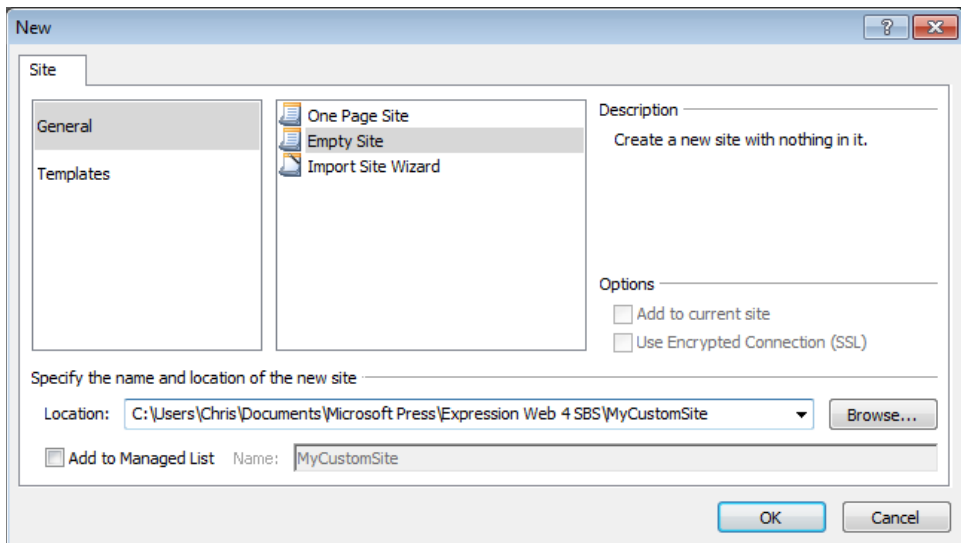 New
Site
General
Templates
One Page Site
Empty Site
Import Site Wizard
Description
Create a new site with nothing in it.
Options
Add to current site
Use Encrypted Connection (SSL)
Specify the name and location of the new site
Location: C:\Users\Chris\Documents\Microsoft Press\Expression Web 4 SBS\MyCustomSite Browse...
Add to Managed List Name: MyCustomSite
OK Cancel